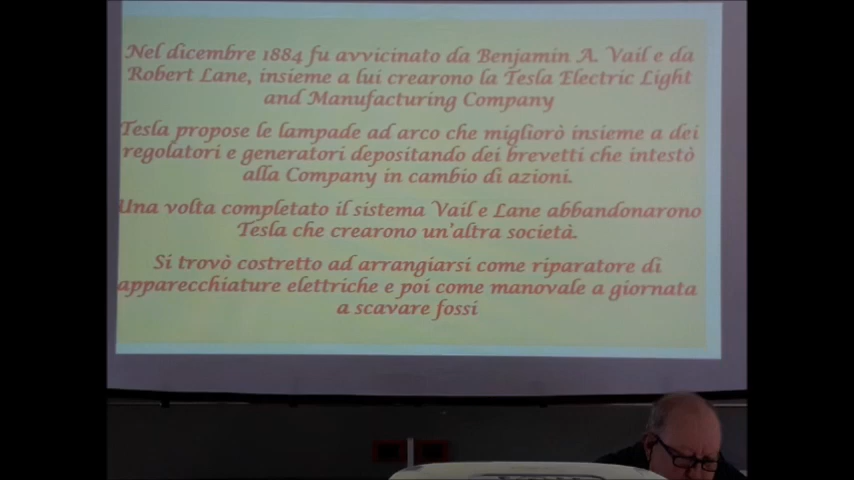 Nel dicembre 1884 fu avvicinato da Benjamin A. Vail e da
Robert Lane, insieme a lui crearono la Tesla Electric Light
and Manufacturing Company
Tesla propose le lampade ad arco che migliorò insieme a dei
regolatori e generatori depositando dei brevetti che intestò
alla Company in cambio di azioni.
Una volta completato il sistema Vail e Lane abbandonarono
Tesla che crearono un'altra società.
Si trovò costretto ad arrangiarsi come riparatore di
apparecchiature elettriche e poi come manovale a giornata
a scavare fossi